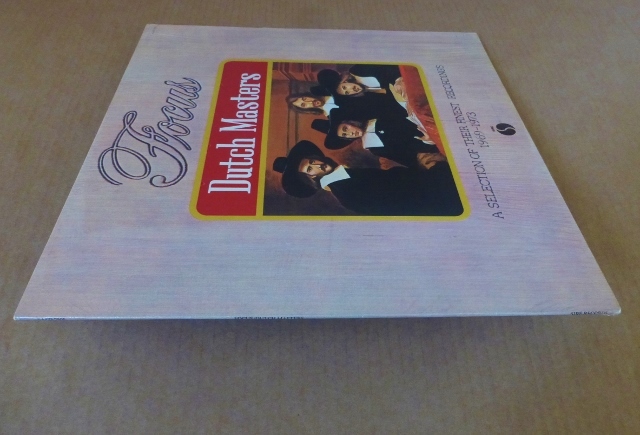 Focus
Dutch Masters
A SELECTION OF THEIR FINEST RECORDINGS
1969-1973